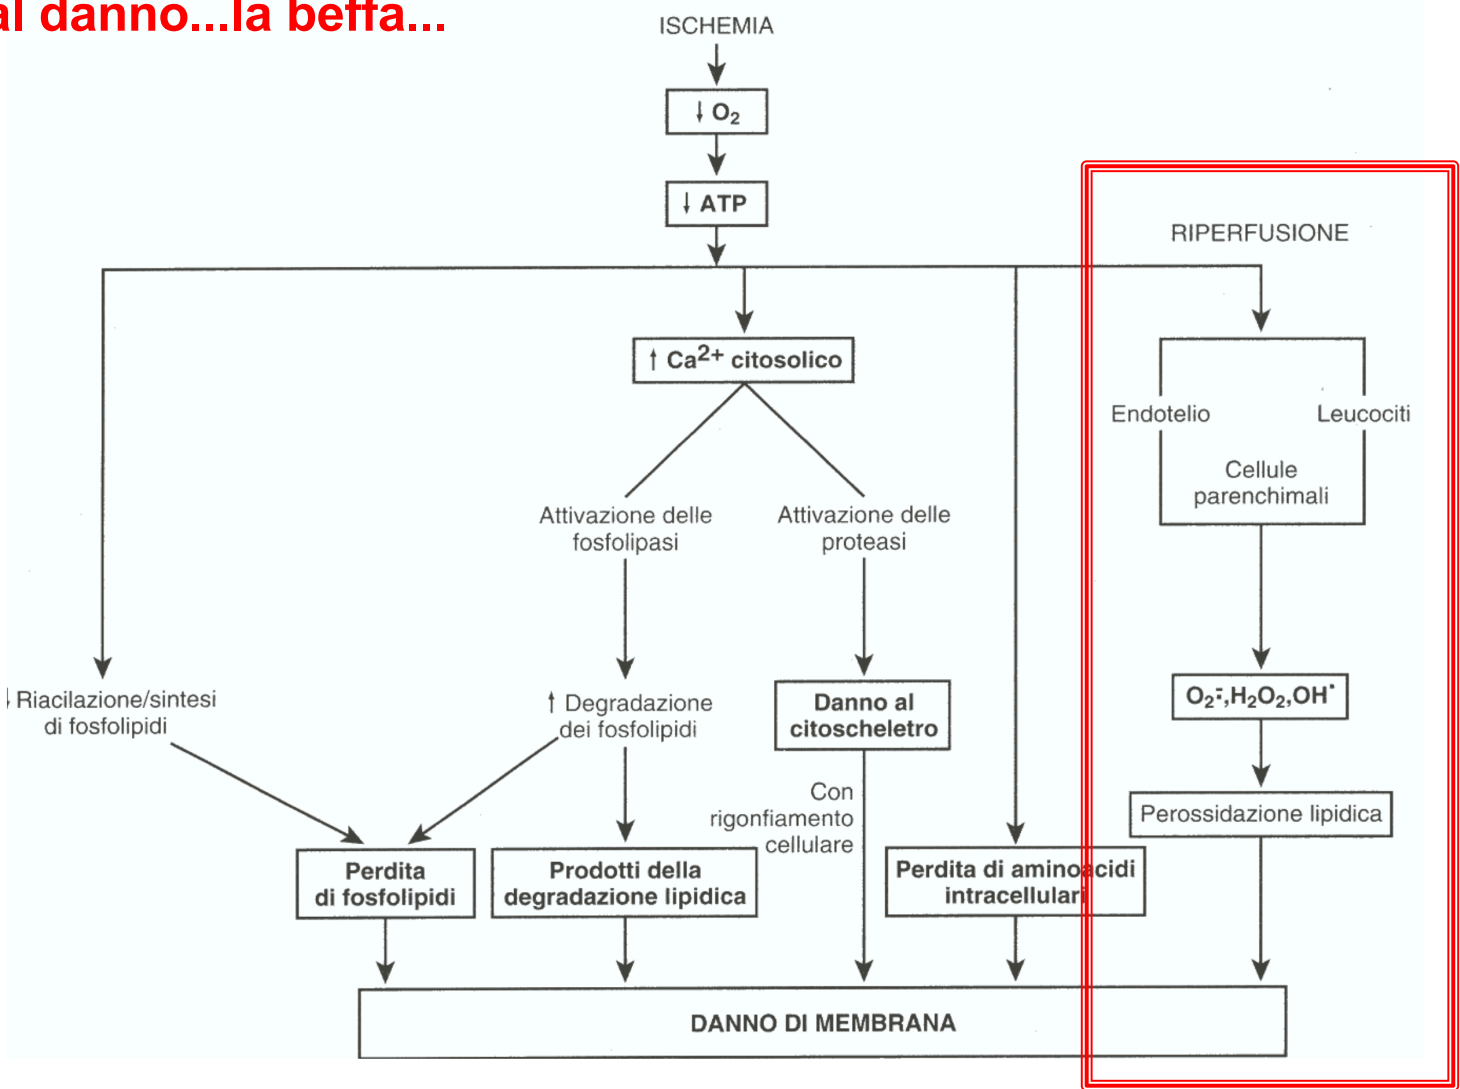 al danno...la beffa...
ISCHEMIA
↓ O₂
↓ ATP
RIPERFUSIONE
↑ Ca²⁺ citosolico
Endotelio
Leucociti
Cellule
parenchimali
Attivazione delle
fosfolipasi
Attivazione delle
proteasi
↓ Riacilazione/sintesi
di fosfolipidi
↑ Degradazione
dei fosfolipidi
Danno al
citoscheletro
O₂⨪,H₂O₂,OH˙
Con
rigonfiamento
cellulare
Perossidazione lipidica
Perdita
di fosfolipidi
Prodotti della
degradazione lipidica
Perdita di aminoacidi
intracellulari
DANNO DI MEMBRANA